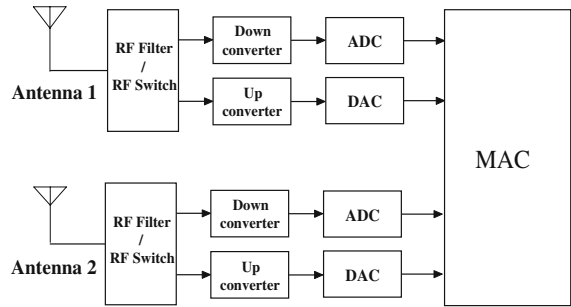 RF Filter
/
RF Switch
Down
converter
ADC
Up
converter
DAC
Antenna 1
MAC
RF Filter
/
RF Switch
Down
converter
ADC
Up
converter
DAC
Antenna 2